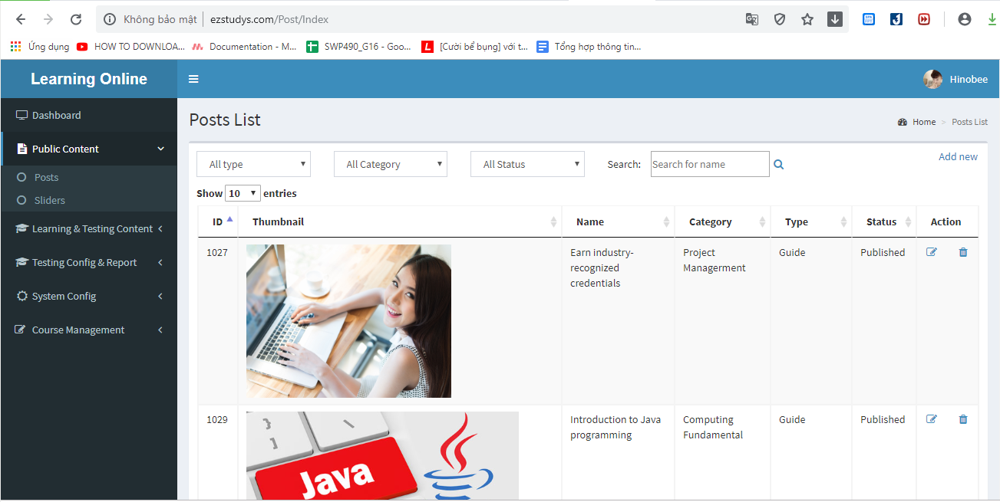 Không bảo mật | ezstudys.com/Post/Index
Ứng dụng HOW TO DOWNLOA... Documentation - M... SWP490_G16 - Goo... [Cười bể bụng] với t... Tổng hợp thông tin...
Learning Online Hinobee
Dashboard
Public Content
Posts
Sliders
Learning & Testing Content
Testing Config & Report
System Config
Course Management
Posts List
Home > Posts List
All type All Category All Status Search: Search for name Add new
Show 10 entries
ID Thumbnail Name Category Type Status Action
1027 Earn industry- Project Guide Published
recognized Managerment
credentials
1029 Introduction to Java Computing Guide Published
programming Fundamental
Java